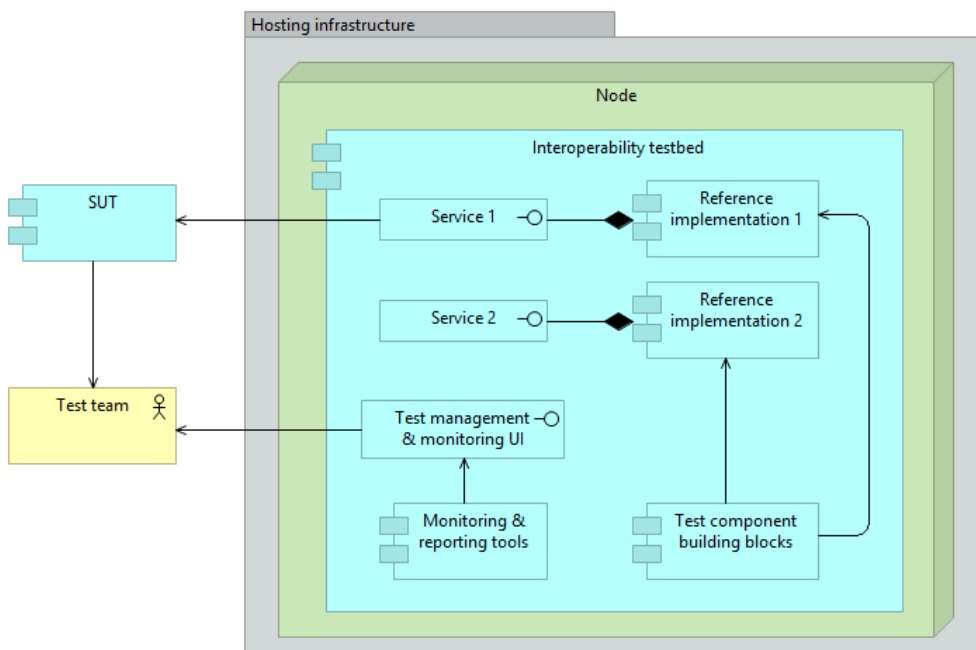 Hosting infrastructure
Node
Interoperability testbed
SUT
Service 1
Reference
implementation 1
Service 2
Reference
implementation 2
Test team
Test management
& monitoring UI
Monitoring &
reporting tools
Test component
building blocks